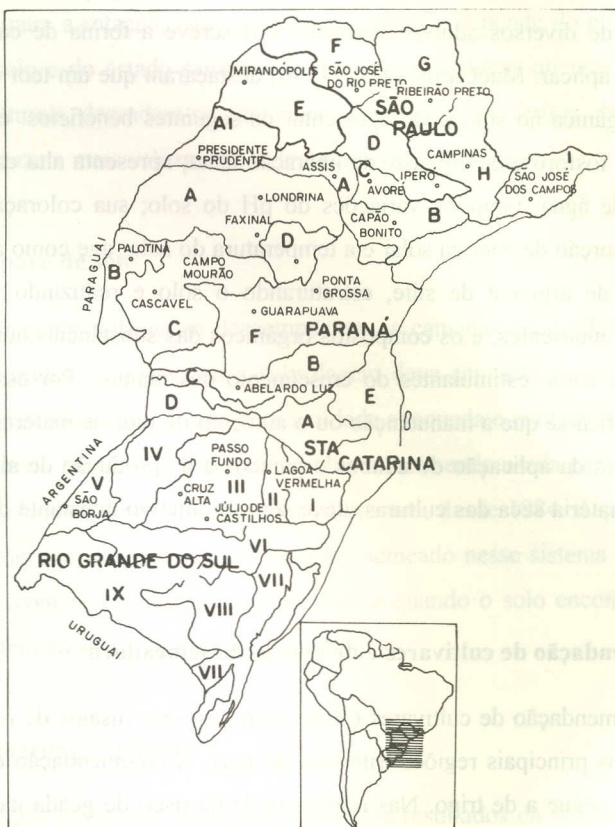 F
G
MIRANDÓPOLIS
SÃO JOSÉ
DO RIO PRETO
RIBEIRÃO PRETO
E
SÃO
PAULO
A1
D
PRESIDENTE
PRUDENTE
ASSIS
CAMPINAS
C
AVORÉ
IPERÓ
H
I
SÃO JOSÉ
DOS CAMPOS
A
A
LONDRINA
CAPÃO
BONITO
B
FAXINAL
D
PARAGUAI
PALOTINA
B
CAMPO
MOURÃO
CASCAVEL
PONTA
GROSSA
GUARAPUAVA
C
F
PARANÁ
B
C
ABELARDO LUZ
E
D
A
STA
CATARINA
ARGENTINA
IV
PASSO
FUNDO
LAGOA
VERMELHA
V
SÃO
BORJA
CRUZ
ALTA
III
II
I
JÚLIO DE
CASTILHOS
VI
RIO GRANDE DO SUL
IX
VII
VIII
URUGUAI
VII